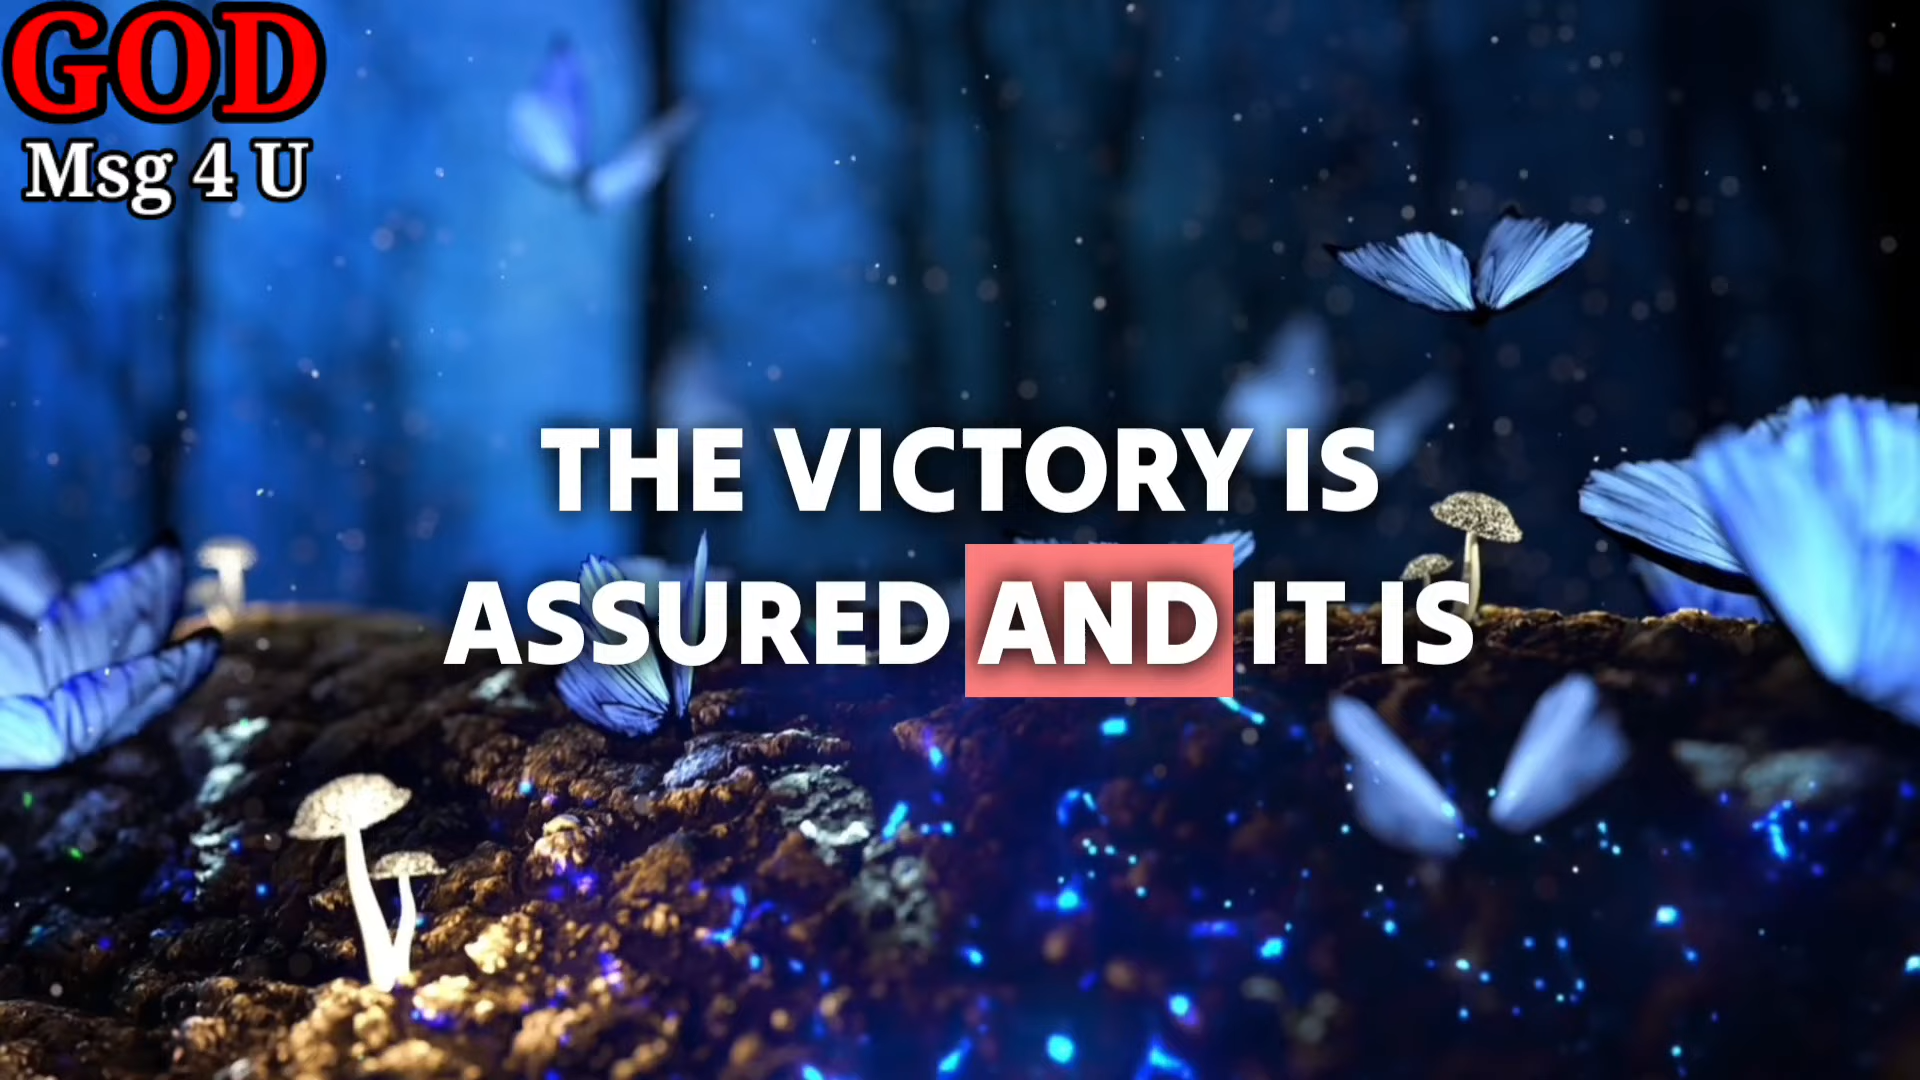 GOD
Msg 4 U
THE VICTORY IS
ASSURED AND IT IS